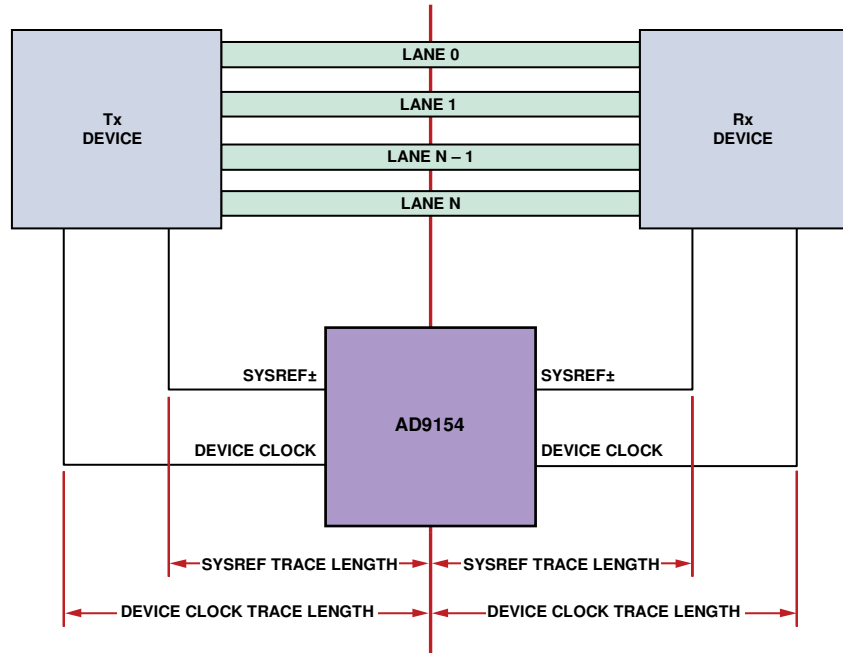 LANE 0
LANE 1
LANE N – 1
LANE N
Tx
DEVICE
Rx
DEVICE
SYSREF±
SYSREF±
AD9154
DEVICE CLOCK
DEVICE CLOCK
SYSREF TRACE LENGTH
SYSREF TRACE LENGTH
DEVICE CLOCK TRACE LENGTH
DEVICE CLOCK TRACE LENGTH